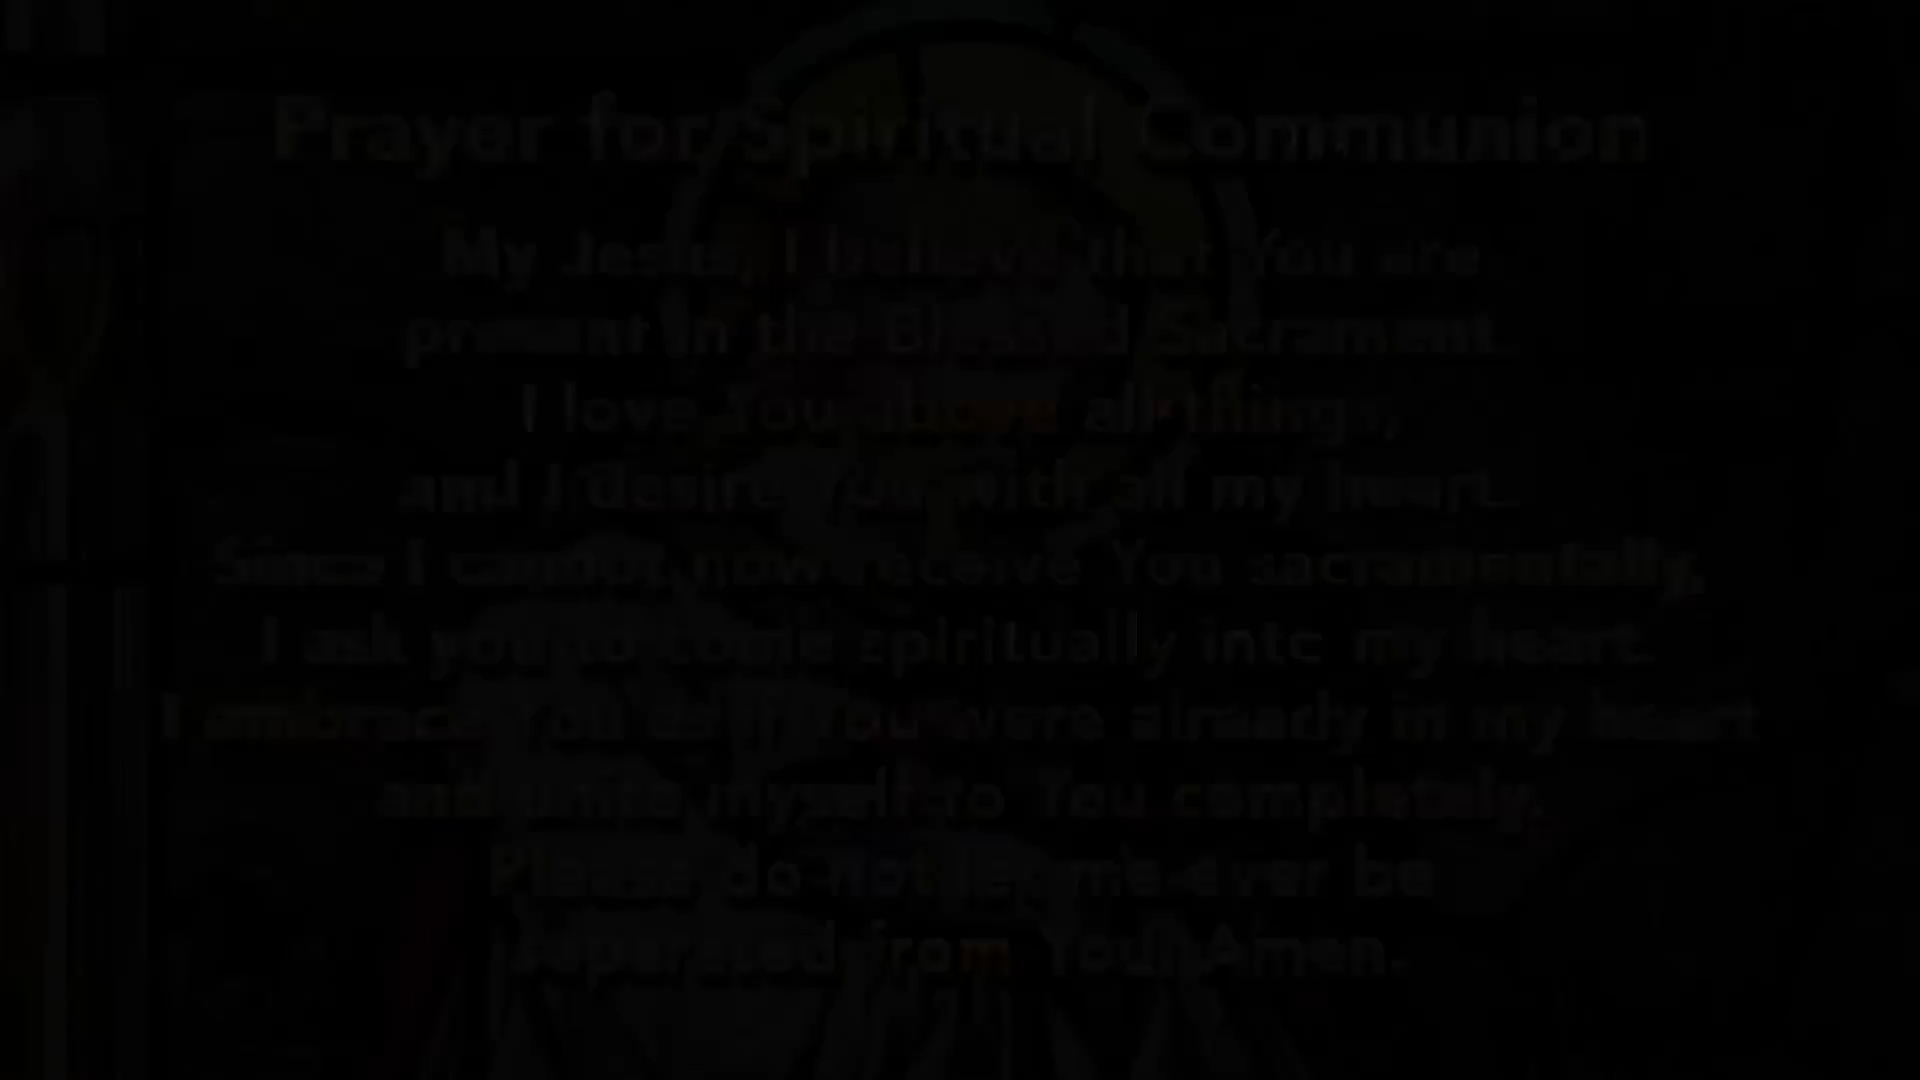 Prayer for Spiritual Communion
My Jesus, I believe that You are
present in the Blessed Sacrament.
I love You above all things,
and I desire You with all my heart.
Since I cannot now receive You sacramentally,
I ask you to come spiritually into my heart.
I embrace You as if You were already in my heart
and unite myself to You completely.
Please do not let me ever be
separated from You. Amen.